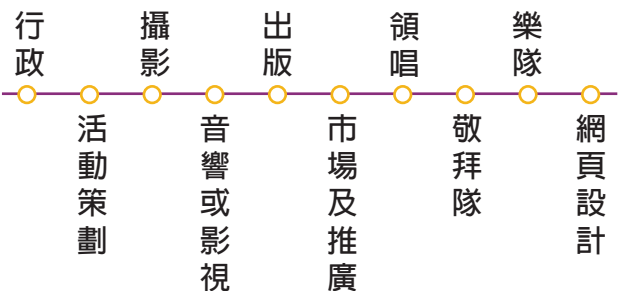 行政
活動策劃
攝影
音響或影視
出版
市場及推廣
領唱
敬拜隊
樂隊
網頁設計